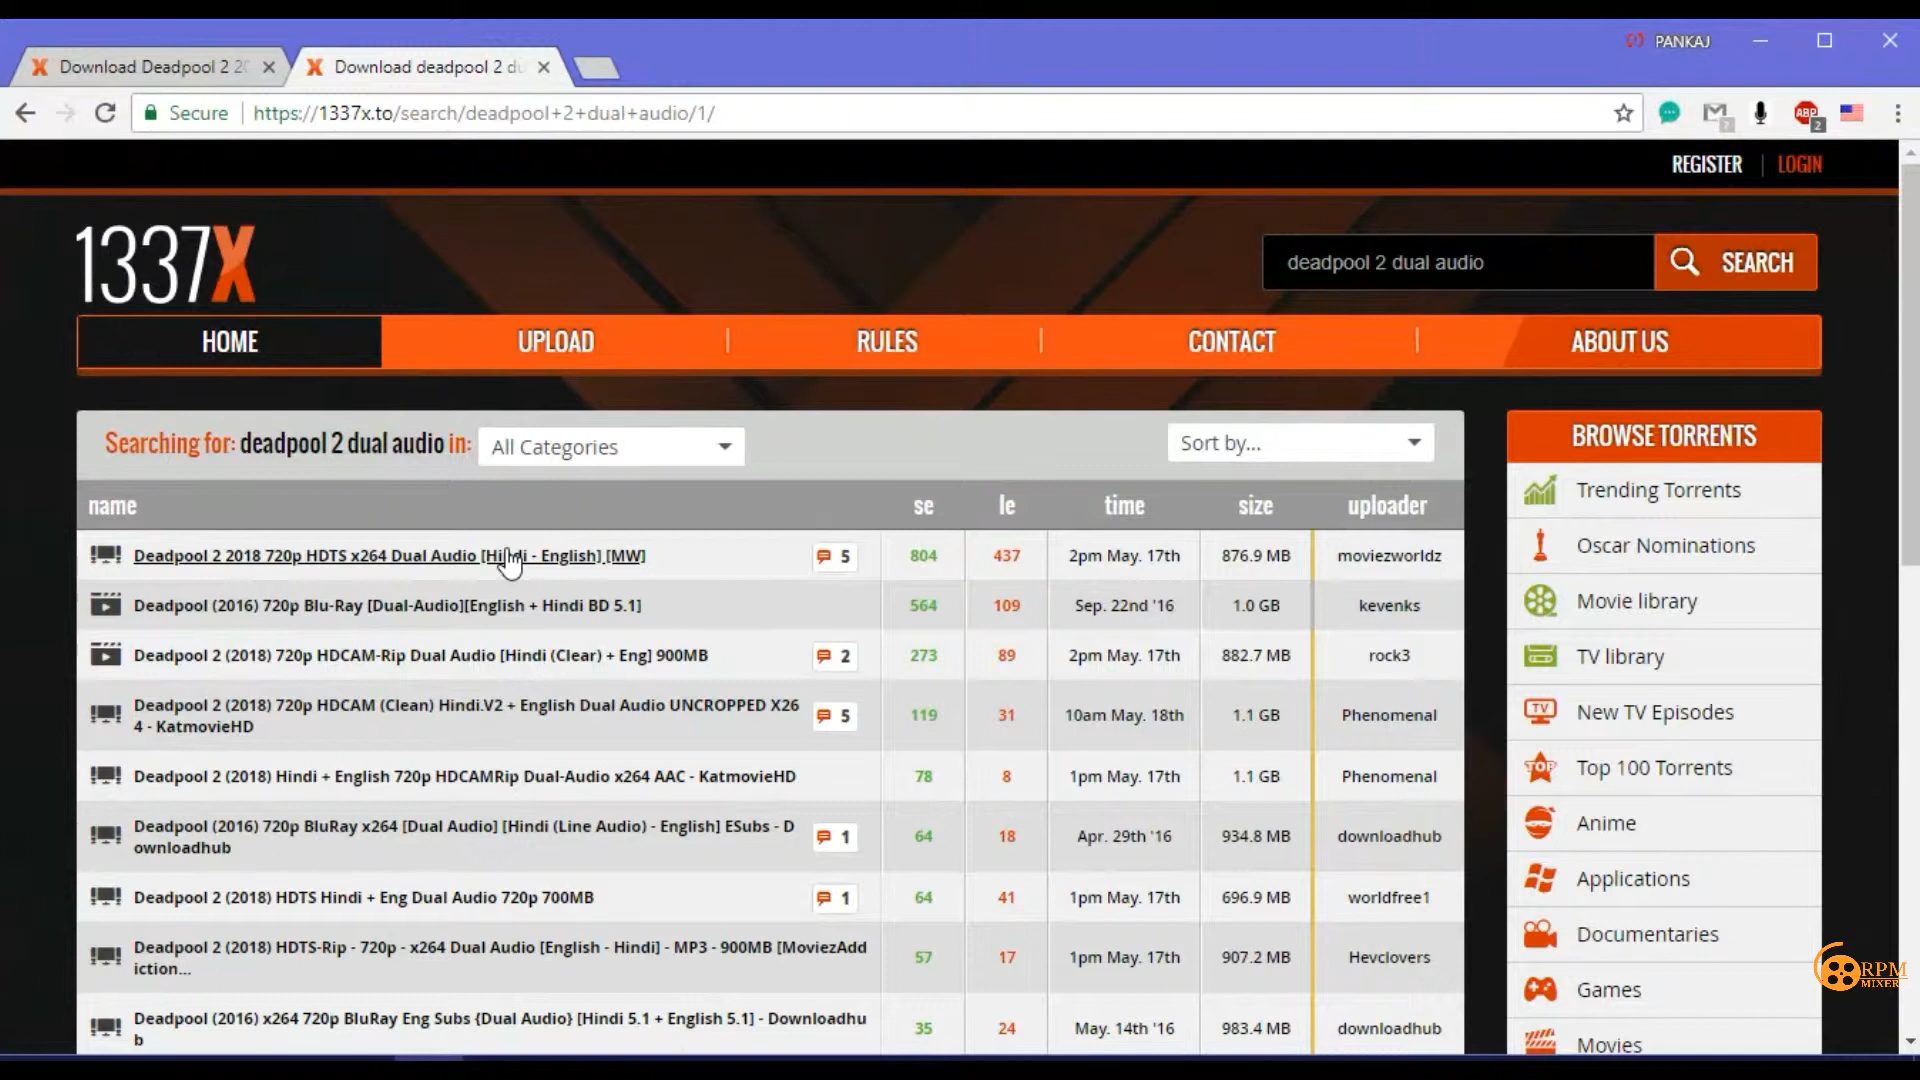 PANKAJ
Download Deadpool 2 20
Download deadpool 2 du
Secure
https://1337x.to/search/deadpool+2+dual+audio/1/
ABP
2
REGISTER
LOGIN
1337X
deadpool 2 dual audio
SEARCH
HOME
UPLOAD
RULES
CONTACT
ABOUT US
Searching for: deadpool 2 dual audio in:
All Categories
Sort by...
name se le time size uploader
Deadpool 2 2018 720p HDTS x264 Dual Audio [Hindi - English] [MW] 5 804 437 2pm May. 17th 876.9 MB moviezworldz
Deadpool (2016) 720p Blu-Ray [Dual-Audio][English + Hindi BD 5.1] 564 109 Sep. 22nd '16 1.0 GB kevenks
Deadpool 2 (2018) 720p HDCAM-Rip Dual Audio [Hindi (Clear) + Eng] 900MB 2 273 89 2pm May. 17th 882.7 MB rock3
Deadpool 2 (2018) 720p HDCAM (Clean) Hindi.V2 + English Dual Audio UNCROPPED X26
4 - KatmovieHD
5 119 31 10am May. 18th 1.1 GB Phenomenal
Deadpool 2 (2018) Hindi + English 720p HDCAMRip Dual-Audio x264 AAC - KatmovieHD 78 8 1pm May. 17th 1.1 GB Phenomenal
Deadpool (2016) 720p BluRay x264 [Dual Audio] [Hindi (Line Audio) - English] ESubs - D
ownloadhub
1 64 18 Apr. 29th '16 934.8 MB downloadhub
Deadpool 2 (2018) HDTS Hindi + Eng Dual Audio 720p 700MB 1 64 41 1pm May. 17th 696.9 MB worldfree1
Deadpool 2 (2018) HDTS-Rip - 720p - x264 Dual Audio [English - Hindi] - MP3 - 900MB [MoviezAdd
iction...
57 17 1pm May. 17th 907.2 MB Hevclovers
Deadpool (2016) x264 720p BluRay Eng Subs {Dual Audio} [Hindi 5.1 + English 5.1] - Downloadhu
b
35 24 May. 14th '16 983.4 MB downloadhub
BROWSE TORRENTS
Trending Torrents
Oscar Nominations
Movie library
TV library
TV
New TV Episodes
TOP
Top 100 Torrents
Anime
Applications
Documentaries
Games
Movies
RPM
MIXER